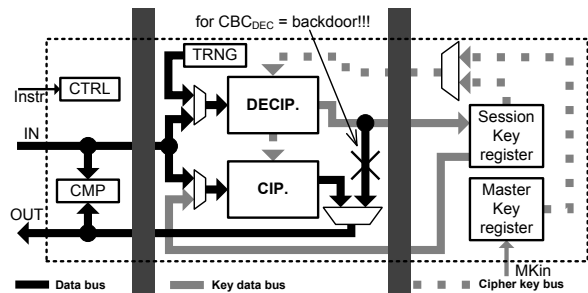 for CBCDEC = backdoor!!!
TRNG
CTRL
Instr
DECIP.
IN
Session
Key
register
CMP
CIP.
Master
Key
register
OUT
MKin
Data bus
Key data bus
Cipher key bus